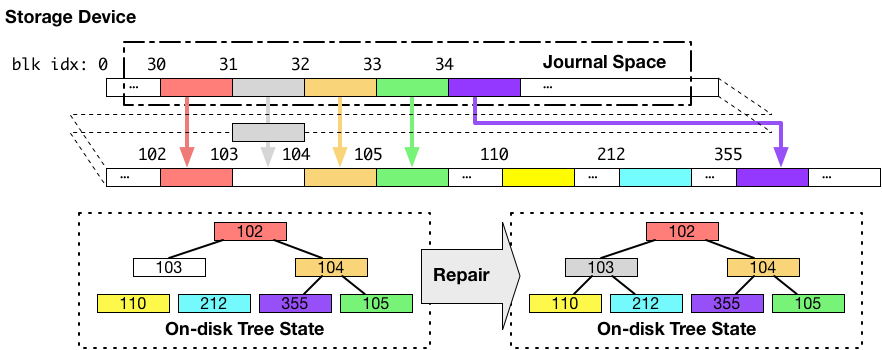 Storage Device
blk idx: 0 30 31 32 33 34 Journal Space
... ...
102 103 104 105 110 212 355
... ... ... ... ...
102 102
103 104 Repair 103 104
110 212 355 105 110 212 355 105
On-disk Tree State On-disk Tree State